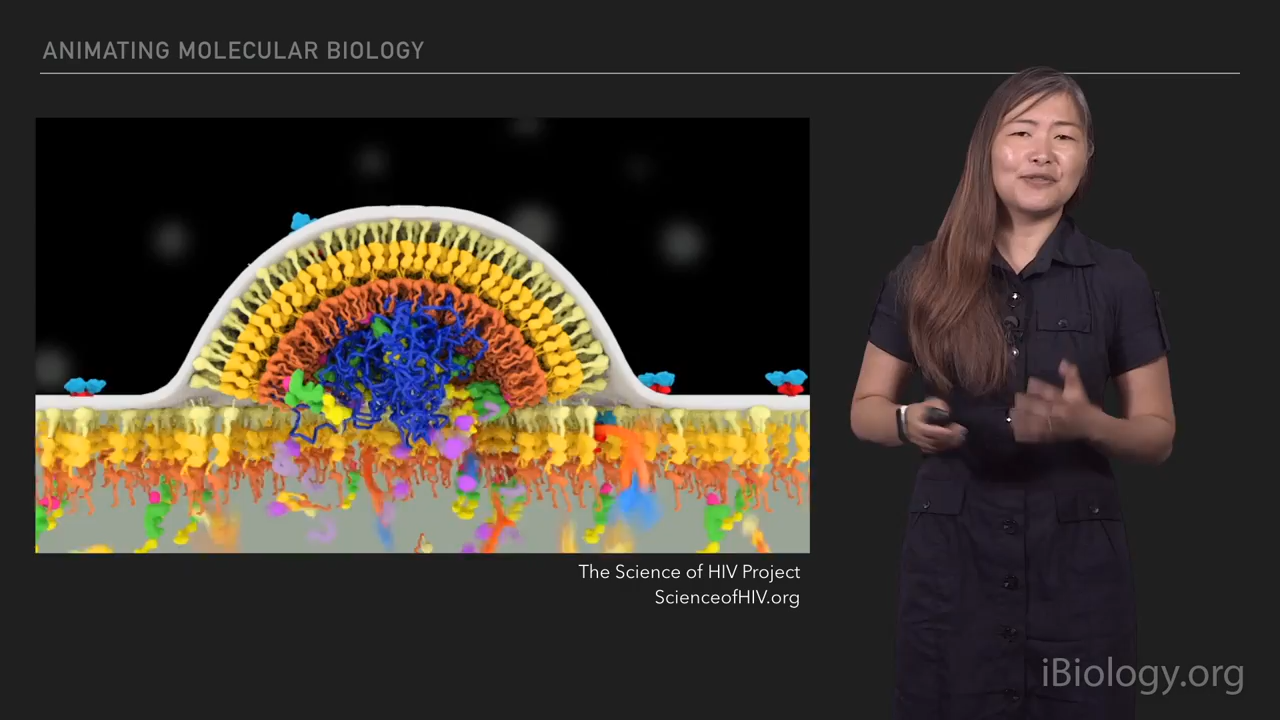 ANIMATING MOLECULAR BIOLOGY
The Science of HIV Project
ScienceofHIV.org
iBiology.org